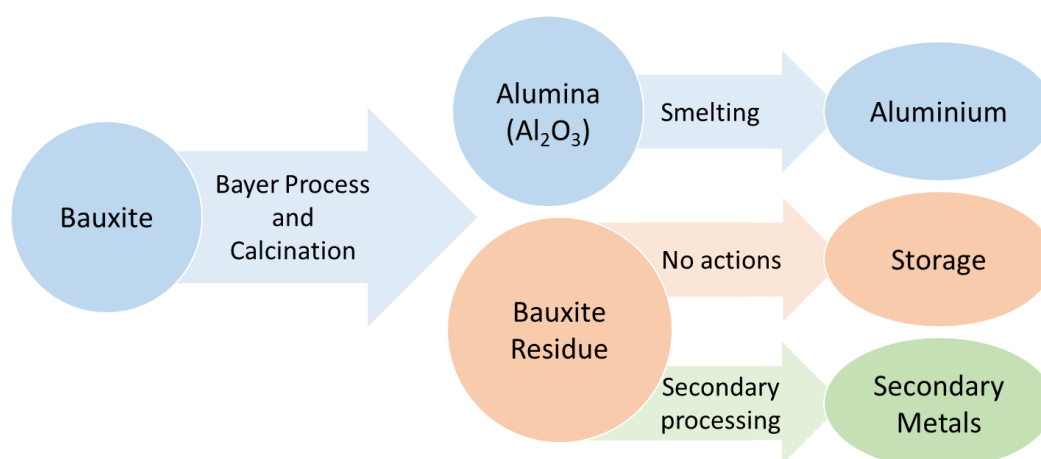 Bauxite
Bayer Process
and
Calcination
Alumina
(Al₂O₃)
Smelting
Aluminium
Bauxite
Residue
No actions
Storage
Secondary
processing
Secondary
Metals